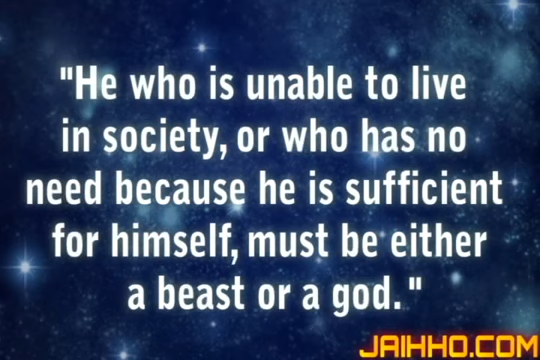 "He who is unable to live
in society, or who has no
need because he is sufficient
for himself, must be either
a beast or a god. "
JAIHHO.COM